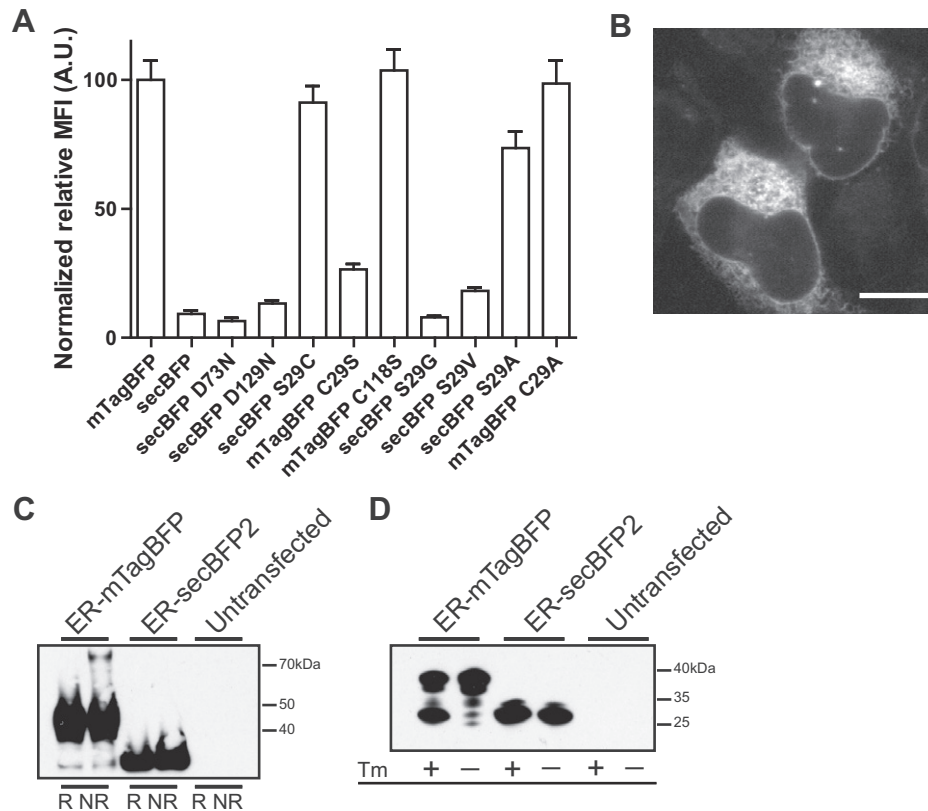 A
Normalized relative MFI (A.U.)
100
50
0
mTagBFP
secBFP
secBFP D73N
secBFP D129N
secBFP S29C
mTagBFP C29S
mTagBFP C118S
secBFP S29G
secBFP S29V
secBFP S29A
mTagBFP C29A
B
C
ER-mTagBFP
ER-secBFP2
Untransfected
70kDa
50
40
R NR R NR R NR
D
ER-mTagBFP
ER-secBFP2
Untransfected
40kDa
35
25
Tm + – + – + –